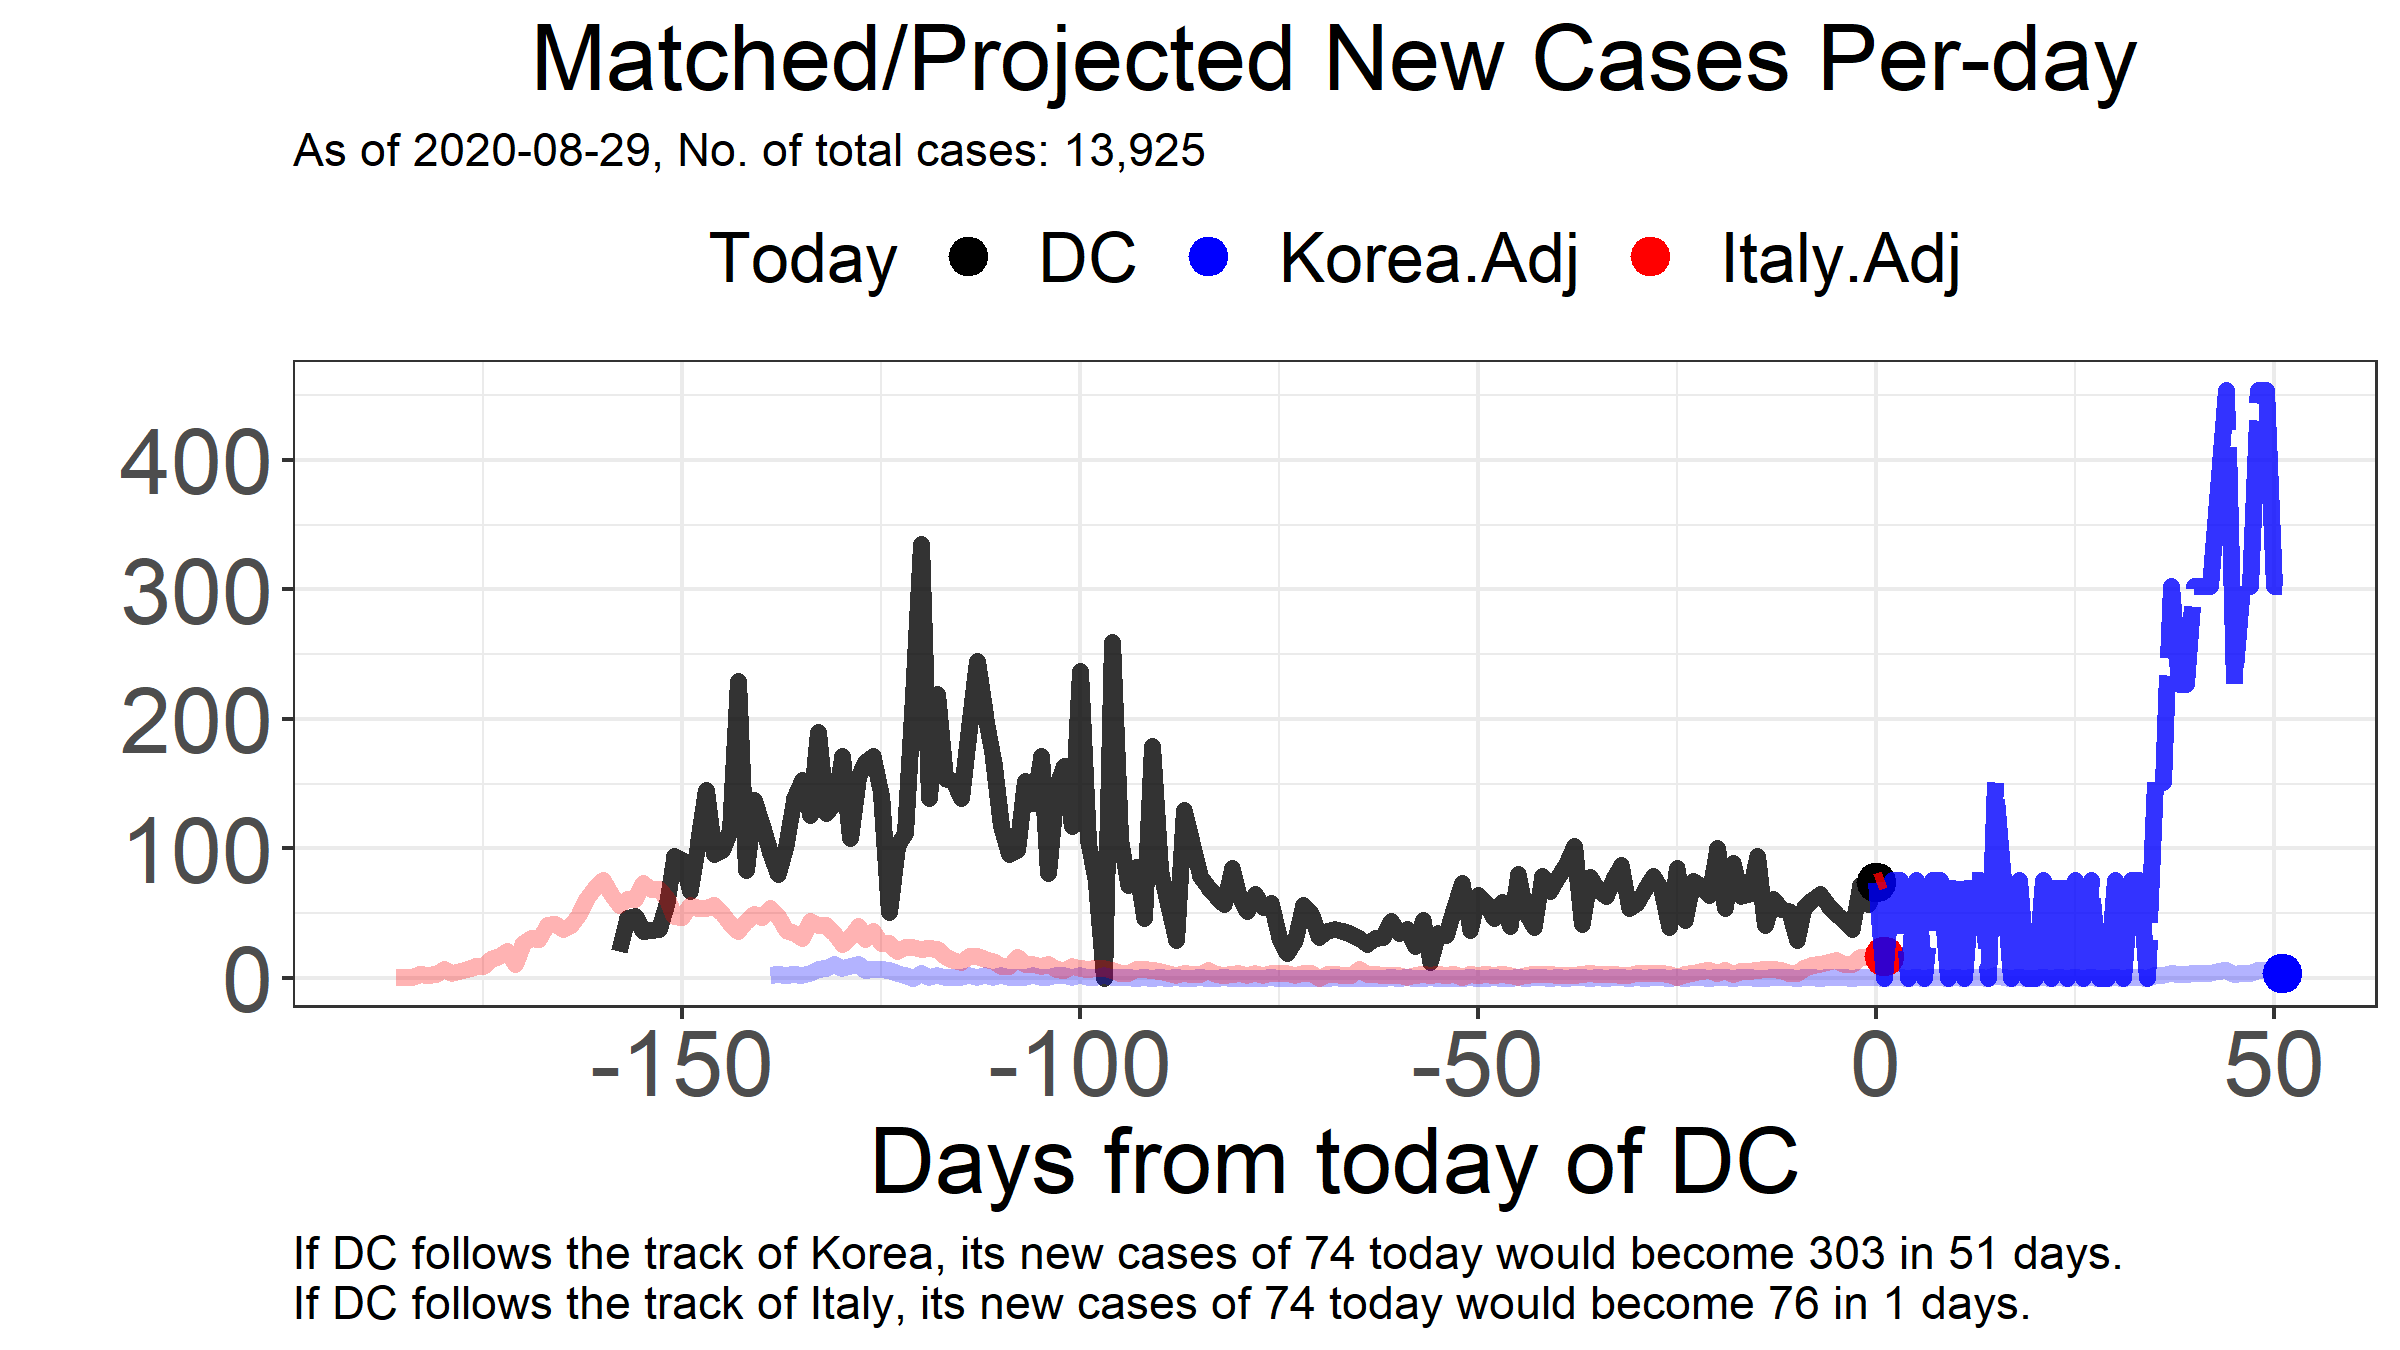 Matched/Projected New Cases Per-day
As of 2020-08-29, No. of total cases: 13,925
Today DC Korea.Adj Italy.Adj
400
300
200
100
0
-150 -100 -50 0 50
Days from today of DC
If DC follows the track of Korea, its new cases of 74 today would become 303 in 51 days.
If DC follows the track of Italy, its new cases of 74 today would become 76 in 1 days.